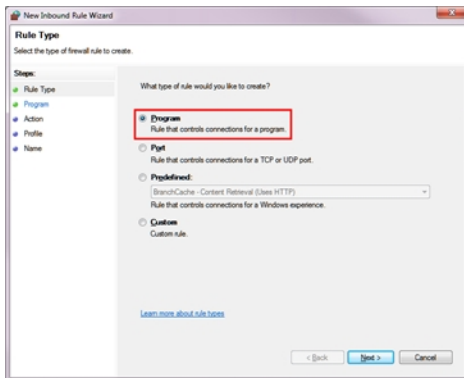 New Inbound Rule Wizard
Rule Type
Select the type of firewall rule to create.
Steps:
Rule Type
Program
Action
Profile
Name
What type of rule would you like to create?
Program
Rule that controls connections for a program.
Port
Rule that controls connections for a TCP or UDP port.
Predefined:
BranchCache - Content Retrieval (Uses HTTP)
Rule that controls connections for a Windows experience.
Custom
Custom rule.
Learn more about rule types
< Back
Next >
Cancel